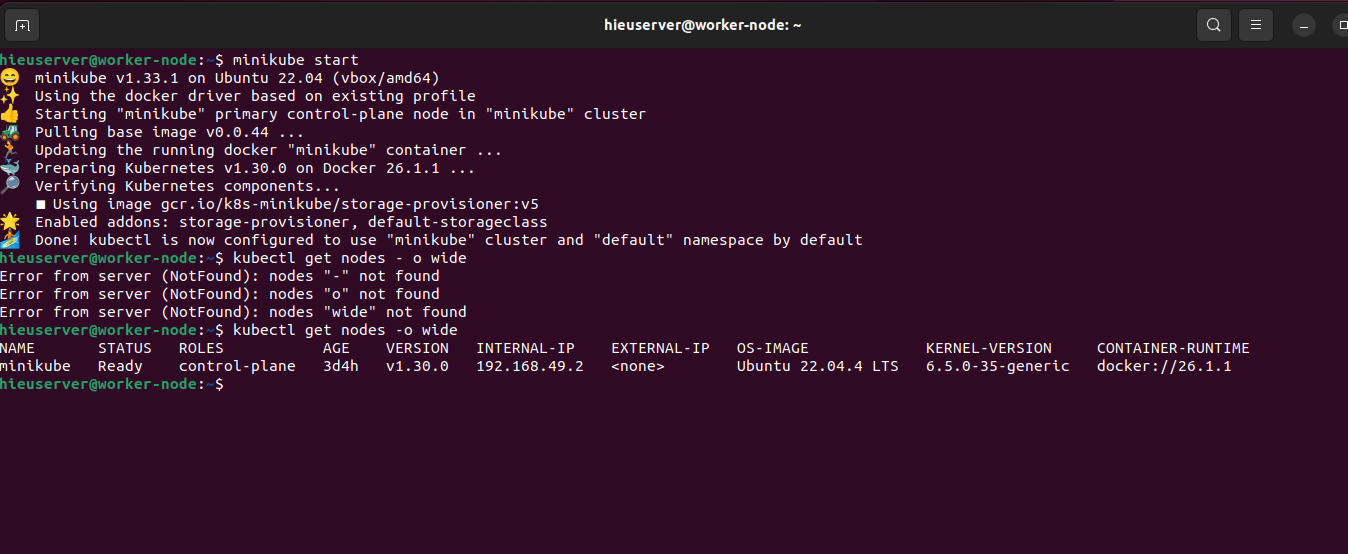 hieuserver@worker-node: ~
hieuserver@worker-node:~$ minikube start
😄  minikube v1.33.1 on Ubuntu 22.04 (vbox/amd64)
✨  Using the docker driver based on existing profile
👍  Starting "minikube" primary control-plane node in "minikube" cluster
🚜  Pulling base image v0.0.44 ...
🏃  Updating the running docker "minikube" container ...
🐳  Preparing Kubernetes v1.30.0 on Docker 26.1.1 ...
🔎  Verifying Kubernetes components...
    ▪ Using image gcr.io/k8s-minikube/storage-provisioner:v5
🌟  Enabled addons: storage-provisioner, default-storageclass
🏄  Done! kubectl is now configured to use "minikube" cluster and "default" namespace by default
hieuserver@worker-node:~$ kubectl get nodes - o wide
Error from server (NotFound): nodes "-" not found
Error from server (NotFound): nodes "o" not found
Error from server (NotFound): nodes "wide" not found
hieuserver@worker-node:~$ kubectl get nodes -o wide
NAME       STATUS   ROLES           AGE    VERSION   INTERNAL-IP    EXTERNAL-IP   OS-IMAGE             KERNEL-VERSION     CONTAINER-RUNTIME
minikube   Ready    control-plane   3d4h   v1.30.0   192.168.49.2   <none>        Ubuntu 22.04.4 LTS   6.5.0-35-generic   docker://26.1.1
hieuserver@worker-node:~$